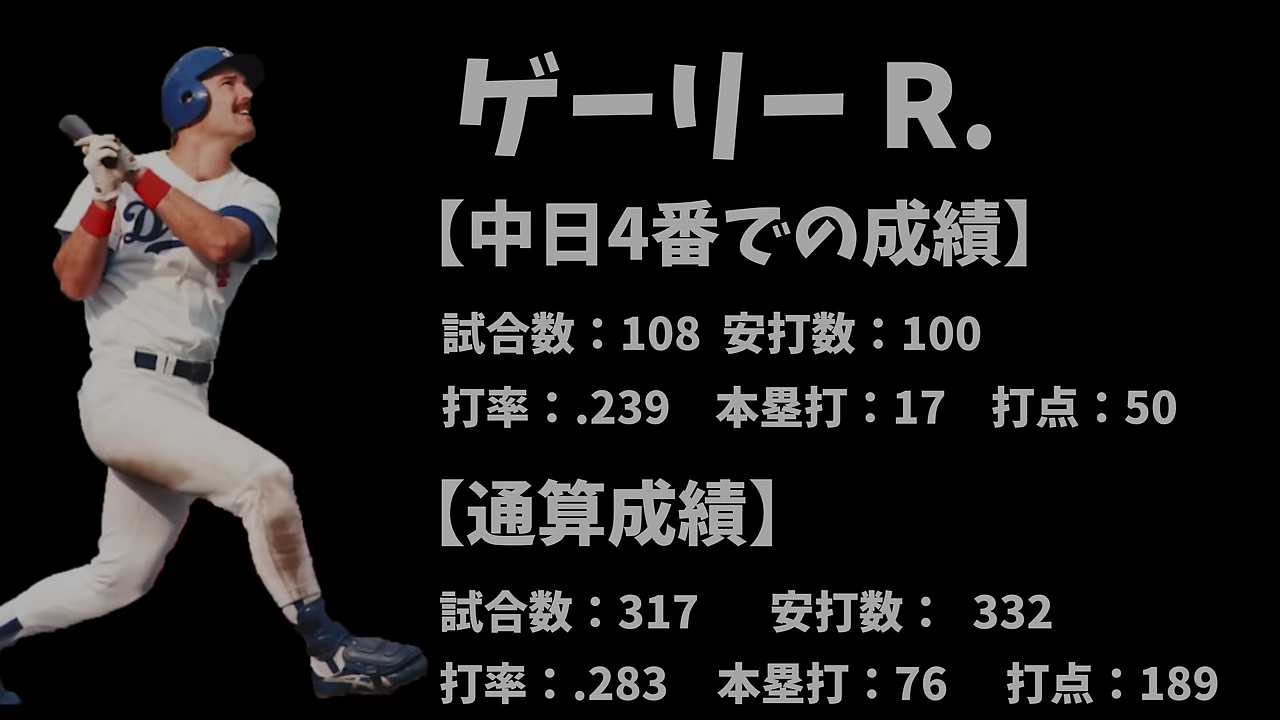 ゲーリー R.
【中日4番での成績】
試合数：108 安打数：100
打率：.239 本塁打：17 打点：50
【通算成績】
試合数：317 安打数： 332
打率：.283 本塁打：76 打点：189